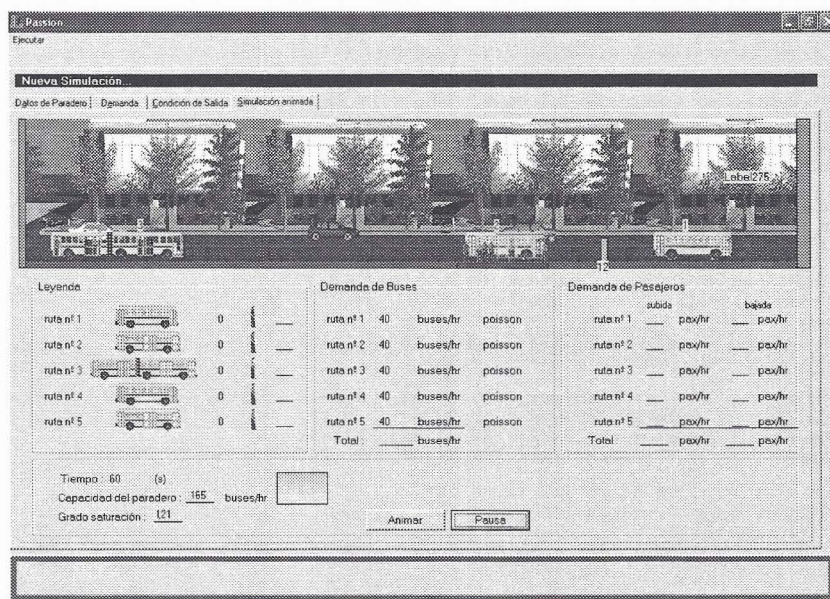 Passion
Ejecutar
Nueva Simulación...
Datos de Paradero Demanda Condición de Salida Simulación animada
Label275
12
Leyenda
ruta nº 1 0
ruta nº 2 0
ruta nº 3 0
ruta nº 4 0
ruta nº 5 0
Demanda de Buses
ruta nº 1 40 buses/hr poisson
ruta nº 2 40 buses/hr poisson
ruta nº 3 40 buses/hr poisson
ruta nº 4 40 buses/hr poisson
ruta nº 5 40 buses/hr poisson
Total : buses/hr
Demanda de Pasajeros
subida bajada
ruta nº 1 pax/hr pax/hr
ruta nº 2 pax/hr pax/hr
ruta nº 3 pax/hr pax/hr
ruta nº 4 pax/hr pax/hr
ruta nº 5 pax/hr pax/hr
Total pax/hr pax/hr
Tiempo : 60 (s)
Capacidad del paradero : 165 buses/hr
Grado saturación : 1,21
Animar Pausa